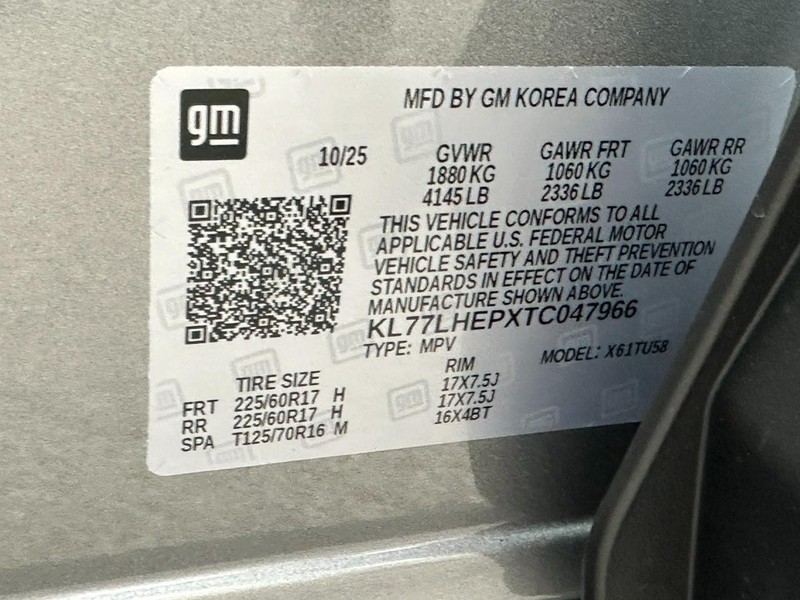 gm
MFD BY GM KOREA COMPANY
10/25
GVWR GAWR FRT GAWR RR
1880 KG 1060 KG 1060 KG
4145 LB 2336 LB 2336 LB
THIS VEHICLE CONFORMS TO ALL
APPLICABLE U.S. FEDERAL MOTOR
VEHICLE SAFETY AND THEFT PREVENTION
STANDARDS IN EFFECT ON THE DATE OF
MANUFACTURE SHOWN ABOVE.
KL77LHEPXTC047966
TYPE: MPV MODEL: X61TU58
TIRE SIZE RIM
FRT 225/60R17 H 17X7.5J
RR 225/60R17 H 17X7.5J
SPA T125/70R16 M 16X4BT